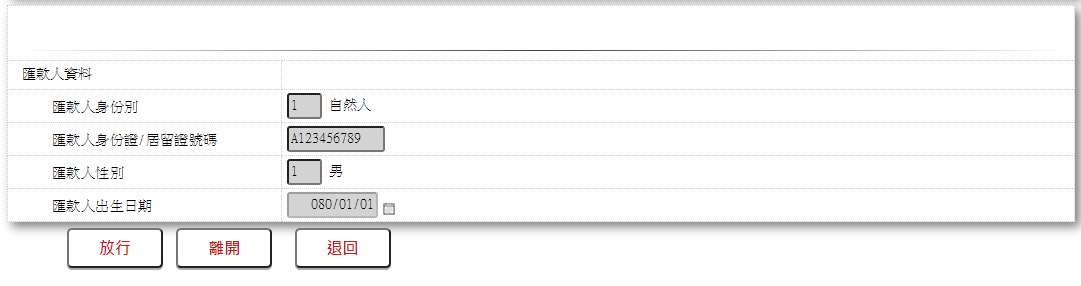 匯款人資料
匯款人身份別 1 自然人
匯款人身份證/居留證號碼 A123456789
匯款人性別 1 男
匯款人出生日期 080/01/01
放行 離開 退回